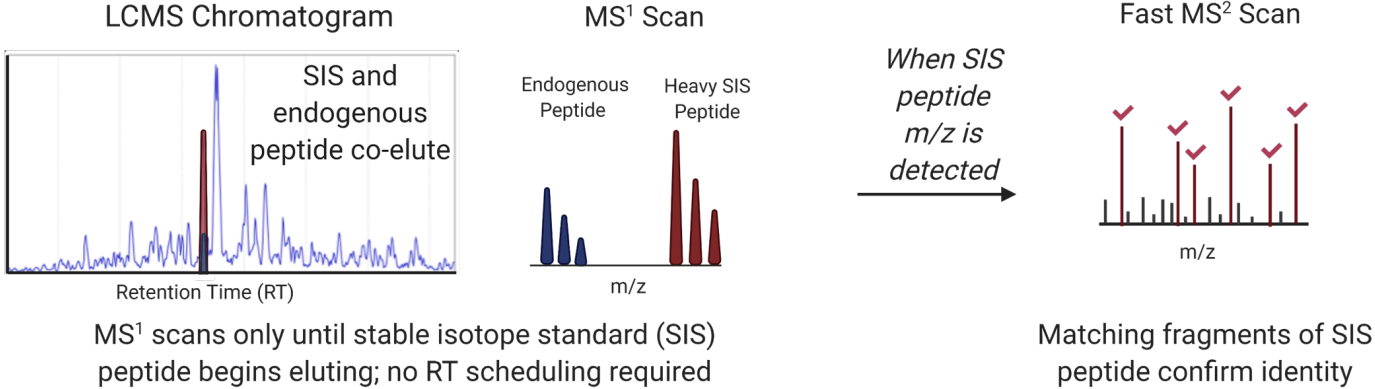 LCMS Chromatogram
SIS and
endogenous
peptide co-elute
Retention Time (RT)
MS¹ Scan
Endogenous
Peptide
Heavy SIS
Peptide
m/z
MS¹ scans only until stable isotope standard (SIS)
peptide begins eluting; no RT scheduling required
When SIS
peptide
m/z is
detected
Fast MS² Scan
m/z
Matching fragments of SIS
peptide confirm identity